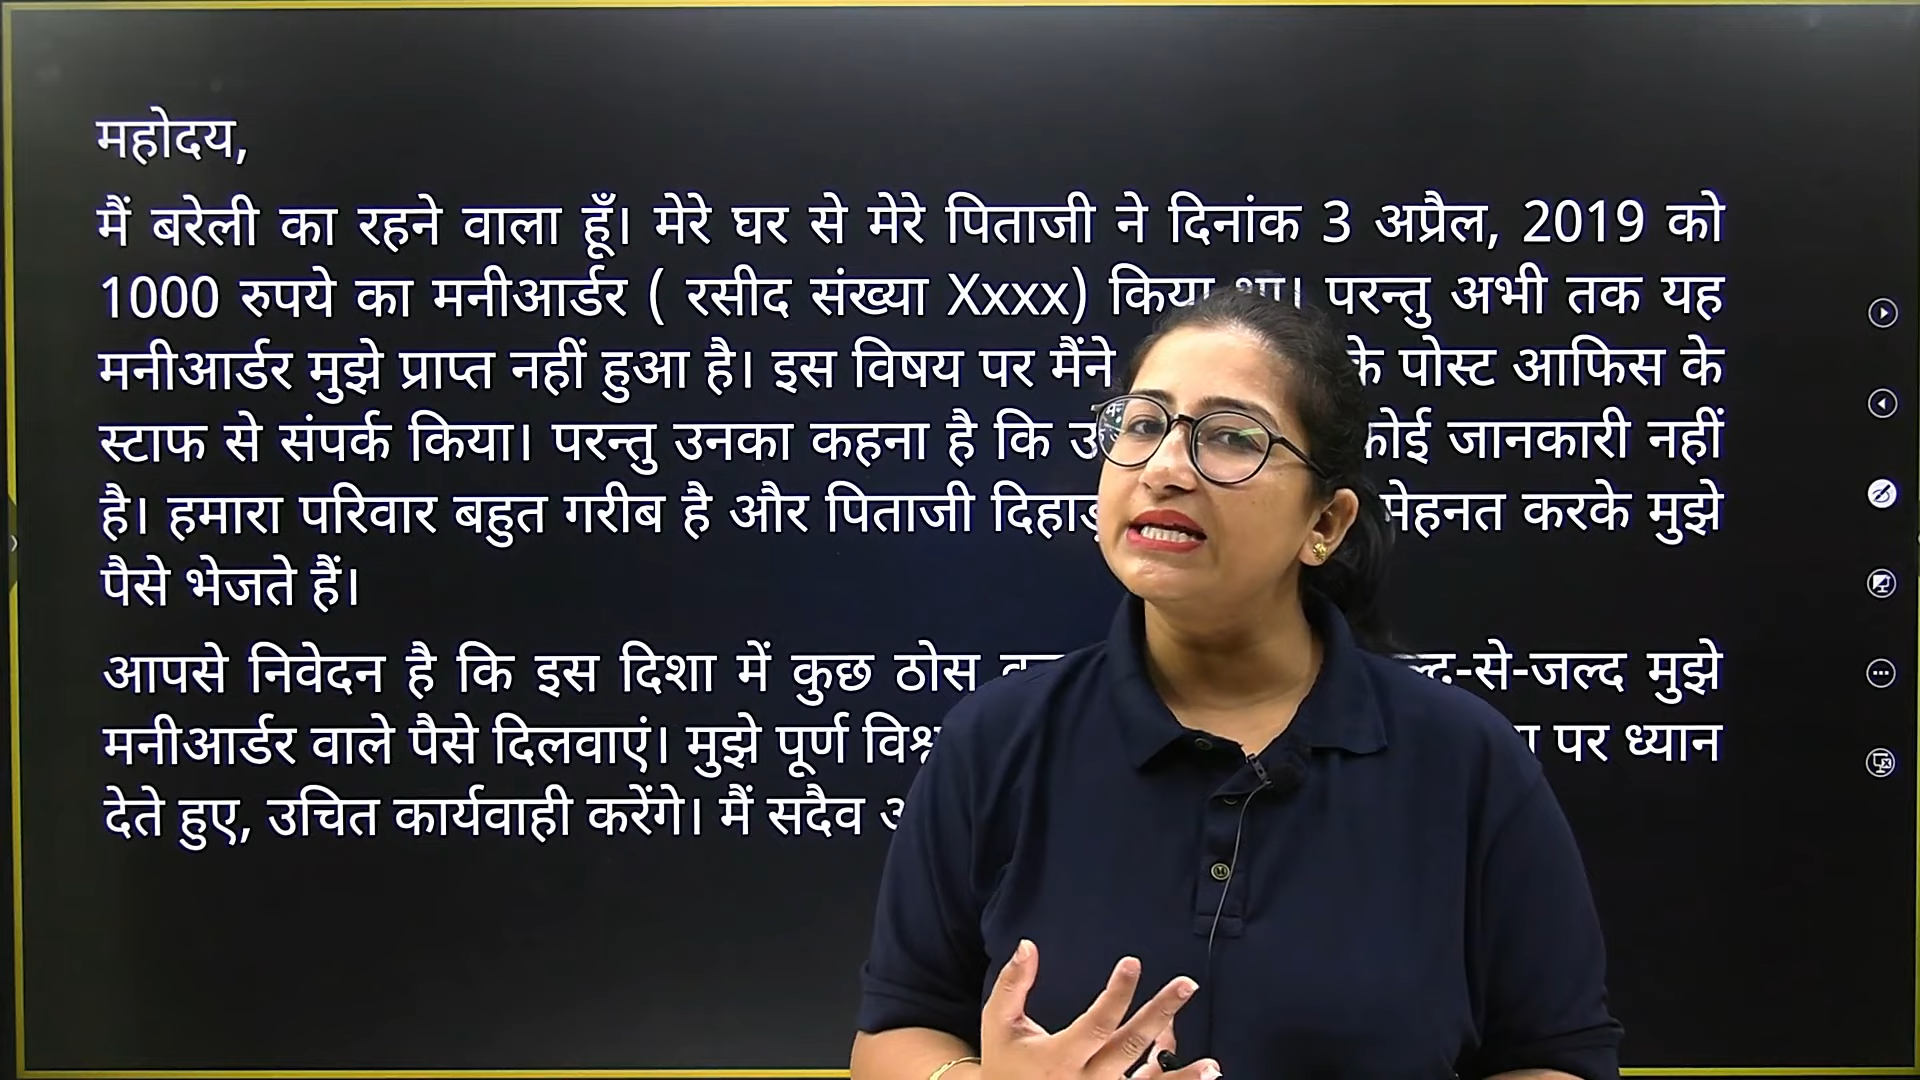 महोदय,
मैं बरेली का रहने वाला हूँ। मेरे घर से मेरे पिताजी ने दिनांक 3 अप्रैल, 2019 को
1000 रुपये का मनीआर्डर ( रसीद संख्या Xxxx) किया था। परन्तु अभी तक यह
मनीआर्डर मुझे प्राप्त नहीं हुआ है। इस विषय पर मैंने के पोस्ट आफिस के
स्टाफ से संपर्क किया। परन्तु उनका कहना है कि कोई जानकारी नहीं
है। हमारा परिवार बहुत गरीब है और पिताजी मेहनत करके मुझे
पैसे भेजते हैं।
आपसे निवेदन है कि इस दिशा में कुछ ठोस मुझे
मनीआर्डर वाले पैसे दिलवाएं। मुझे पूर्ण पर ध्यान
देते हुए, उचित कार्यवाही करेंगे। मैं सदैव